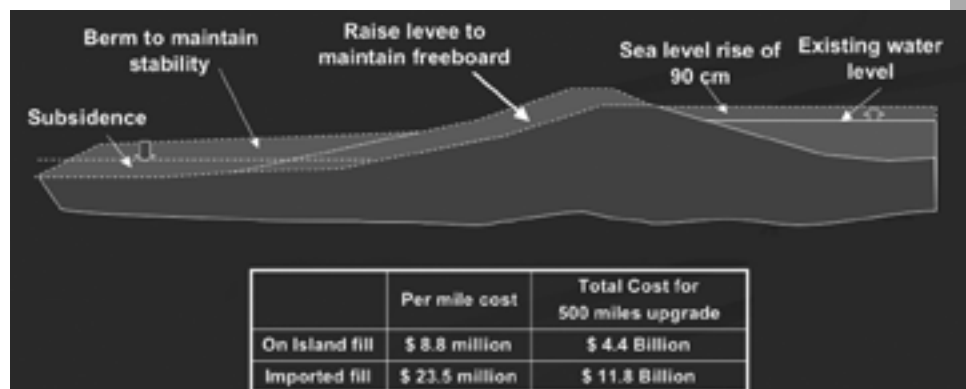 Berm to maintain
stability
Raise levee to
maintain freeboard
Sea level rise of
90 cm
Existing water
level
Subsidence
Per mile cost
Total Cost for
500 miles upgrade
On Island fill $ 8.8 million $ 4.4 Billion
Imported fill $ 23.5 million $ 11.8 Billion